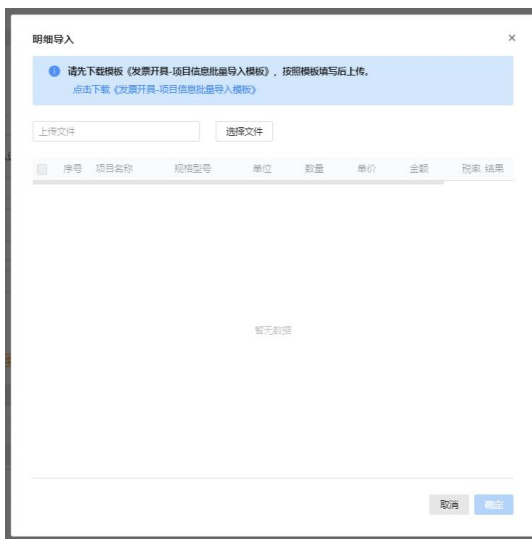 明细导入
请先下载模板《发票开具-项目信息批量导入模板》，按照模板填写后上传。
点击下载《发票开具-项目信息批量导入模板》
上传文件 选择文件
序号 项目名称 规格型号 单位 数量 单价 金额 税率 结果
暂无数据
取消 确定